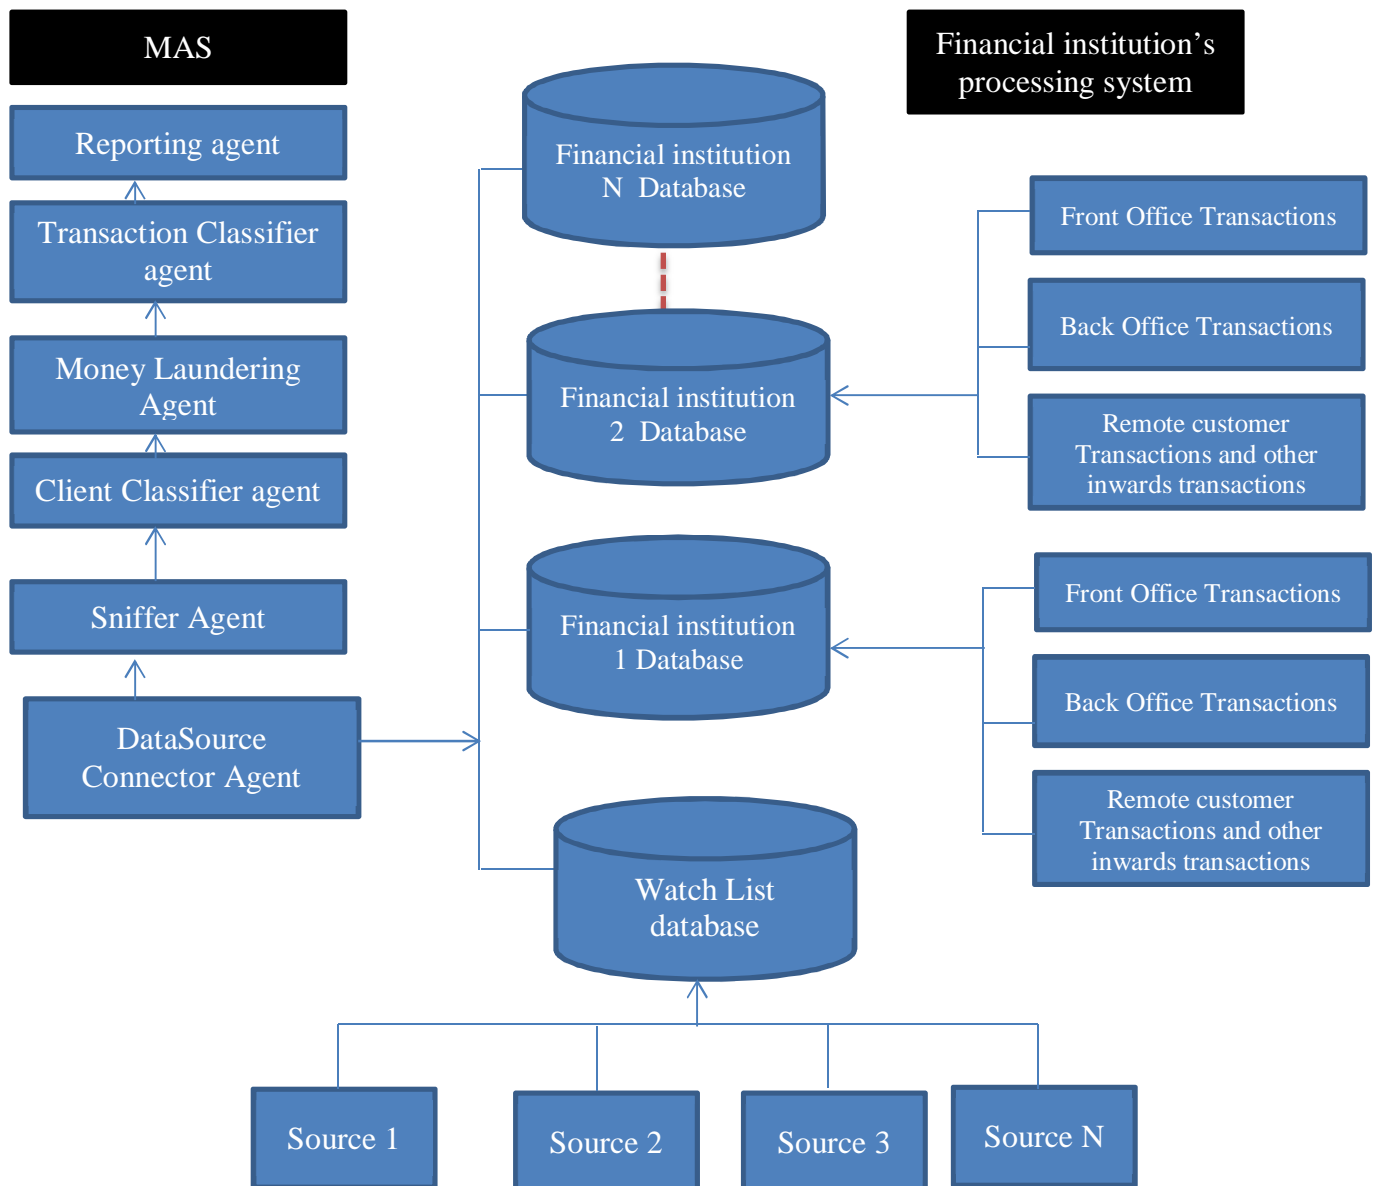 MAS
Reporting agent
Transaction Classifier
agent
Money Laundering
Agent
Client Classifier agent
Sniffer Agent
DataSource
Connector Agent
Financial institution
N Database
Financial institution
2 Database
Financial institution
1 Database
Watch List
database
Financial institution’s
processing system
Front Office Transactions
Back Office Transactions
Remote customer
Transactions and other
inwards transactions
Front Office Transactions
Back Office Transactions
Remote customer
Transactions and other
inwards transactions
Source 1
Source 2
Source 3
Source N